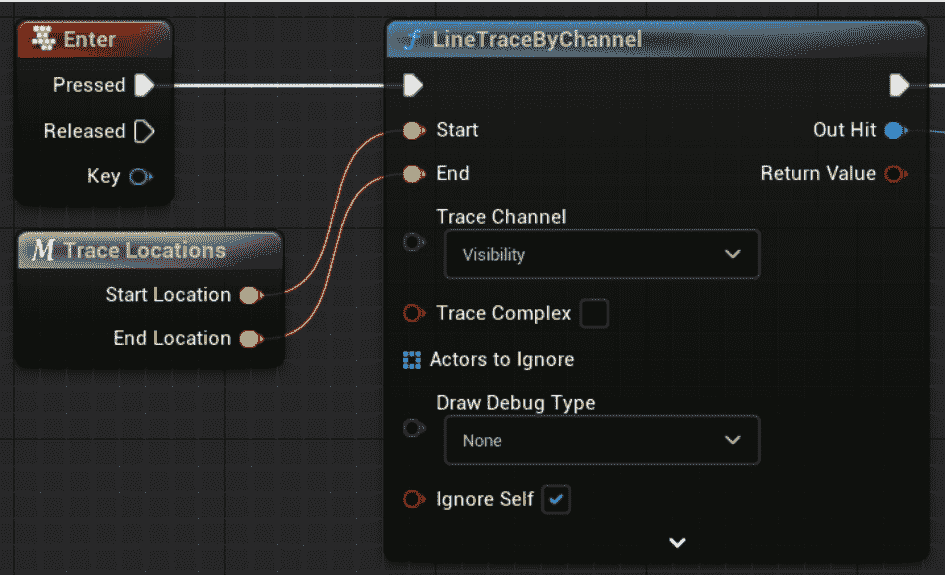 Enter
Pressed
Released
Key
M Trace Locations
Start Location
End Location
f LineTraceByChannel
Start
Out Hit
End
Return Value
Trace Channel
Visibility
Trace Complex
Actors to Ignore
Draw Debug Type
None
Ignore Self